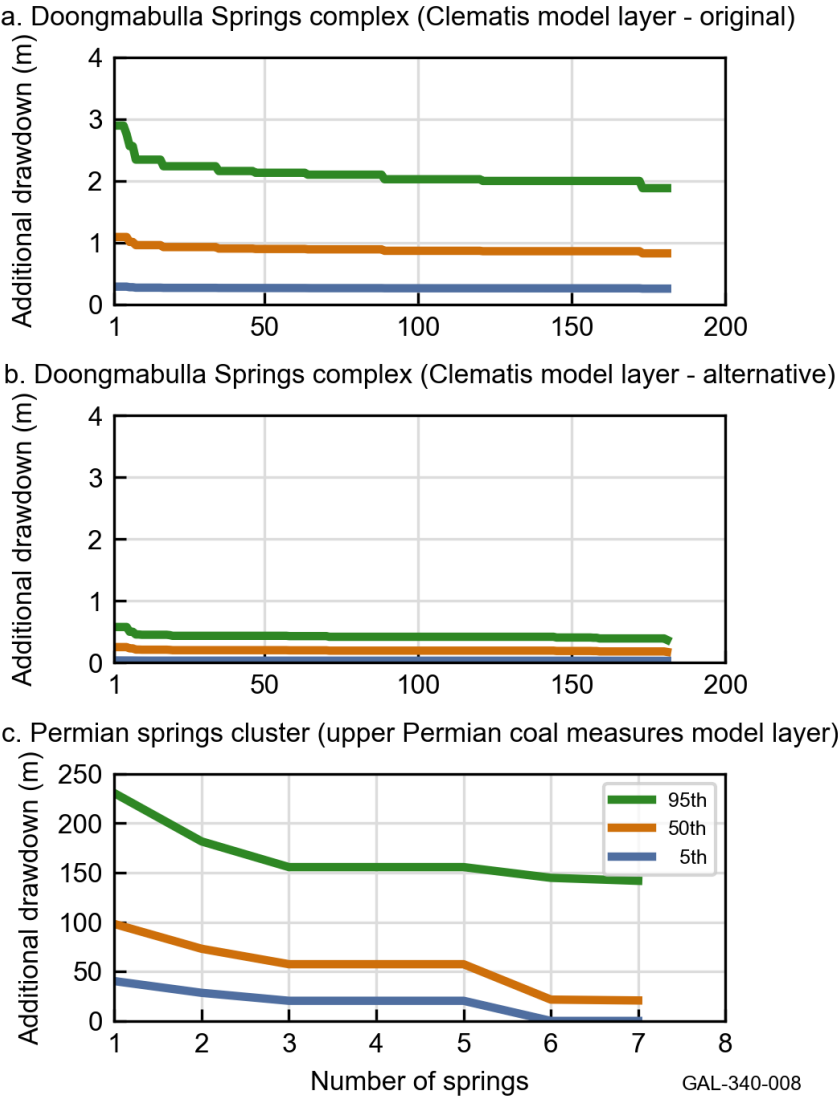 a. Doongmabulla Springs complex (Clematis model layer - original)
Additional drawdown (m)
4
3
2
1
0
1 50 100 150 200
b. Doongmabulla Springs complex (Clematis model layer - alternative)
Additional drawdown (m)
4
3
2
1
0
1 50 100 150 200
c. Permian springs cluster (upper Permian coal measures model layer)
Additional drawdown (m)
250
200
150
100
50
0
95th
50th
5th
1 2 3 4 5 6 7 8
Number of springs
GAL-340-008